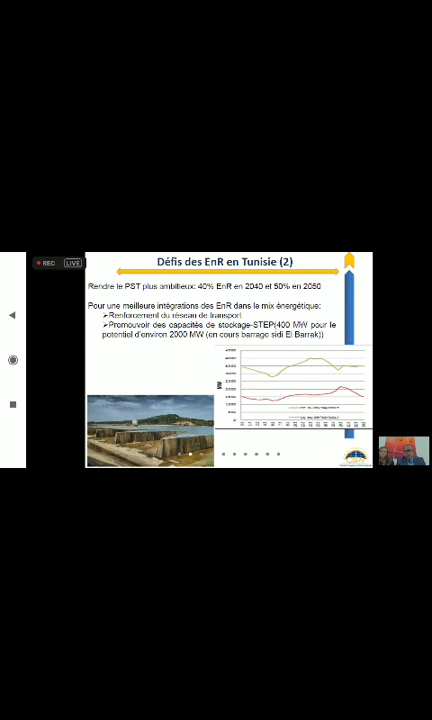 REC LIVE
Défis des EnR en Tunisie (2)
Rendre le PST plus ambitieux: 40% EnR en 2040 et 50% en 2050
Pour une meilleure intégrations des EnR dans le mix énergétique:
➢Renforcement du réseau de transport
➢Promouvoir des capacités de stockage-STEP(400 MW pour le
potentiel d'environ 2000 MW (en cours barrage sidi El Barrak))
MW